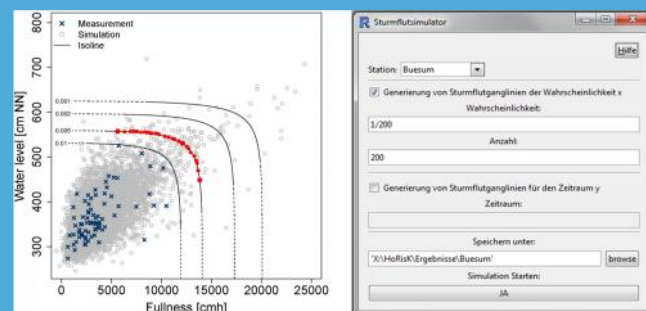 Water level [cm NN]
800
700
600
500
400
300
Measurement
Simulation
Isoline
0.001
0.002
0.005
0.01
0 5000 10000 15000 20000 25000
Fullness [cmh]
Sturmflutsimulator
Hilfe
Station: Buesum
Generierung von Sturmflutganglinien der Wahrscheinlichkeit x
Wahrscheinlichkeit:
1/200
Anzahl:
200
Generierung von Sturmflutganglinien für den Zeitraum y
Zeitraum:
Speichern unter:
'X:\HoRisK\Ergebnisse\Buesum'
browse
Simulation Starten:
JA